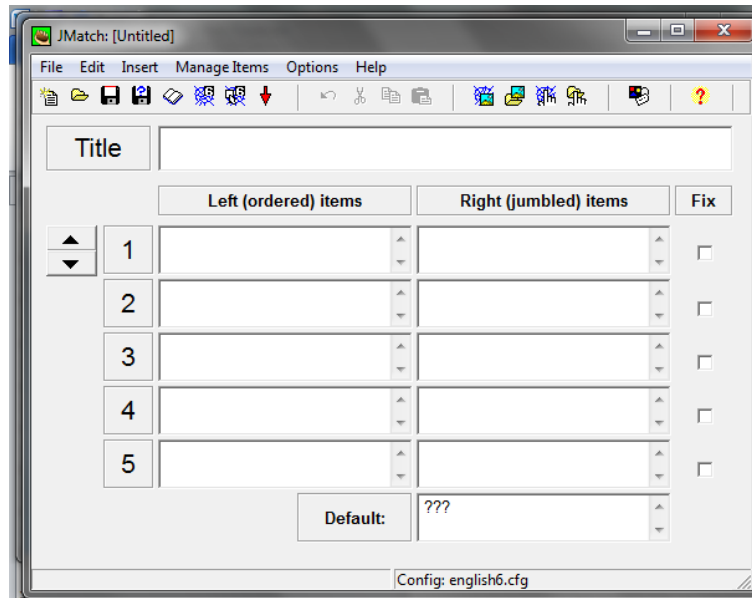 JMatch: [Untitled]
File Edit Insert Manage Items Options Help
Title
Left (ordered) items Right (jumbled) items Fix
1
2
3
4
5
Default: ???
Config: english6.cfg